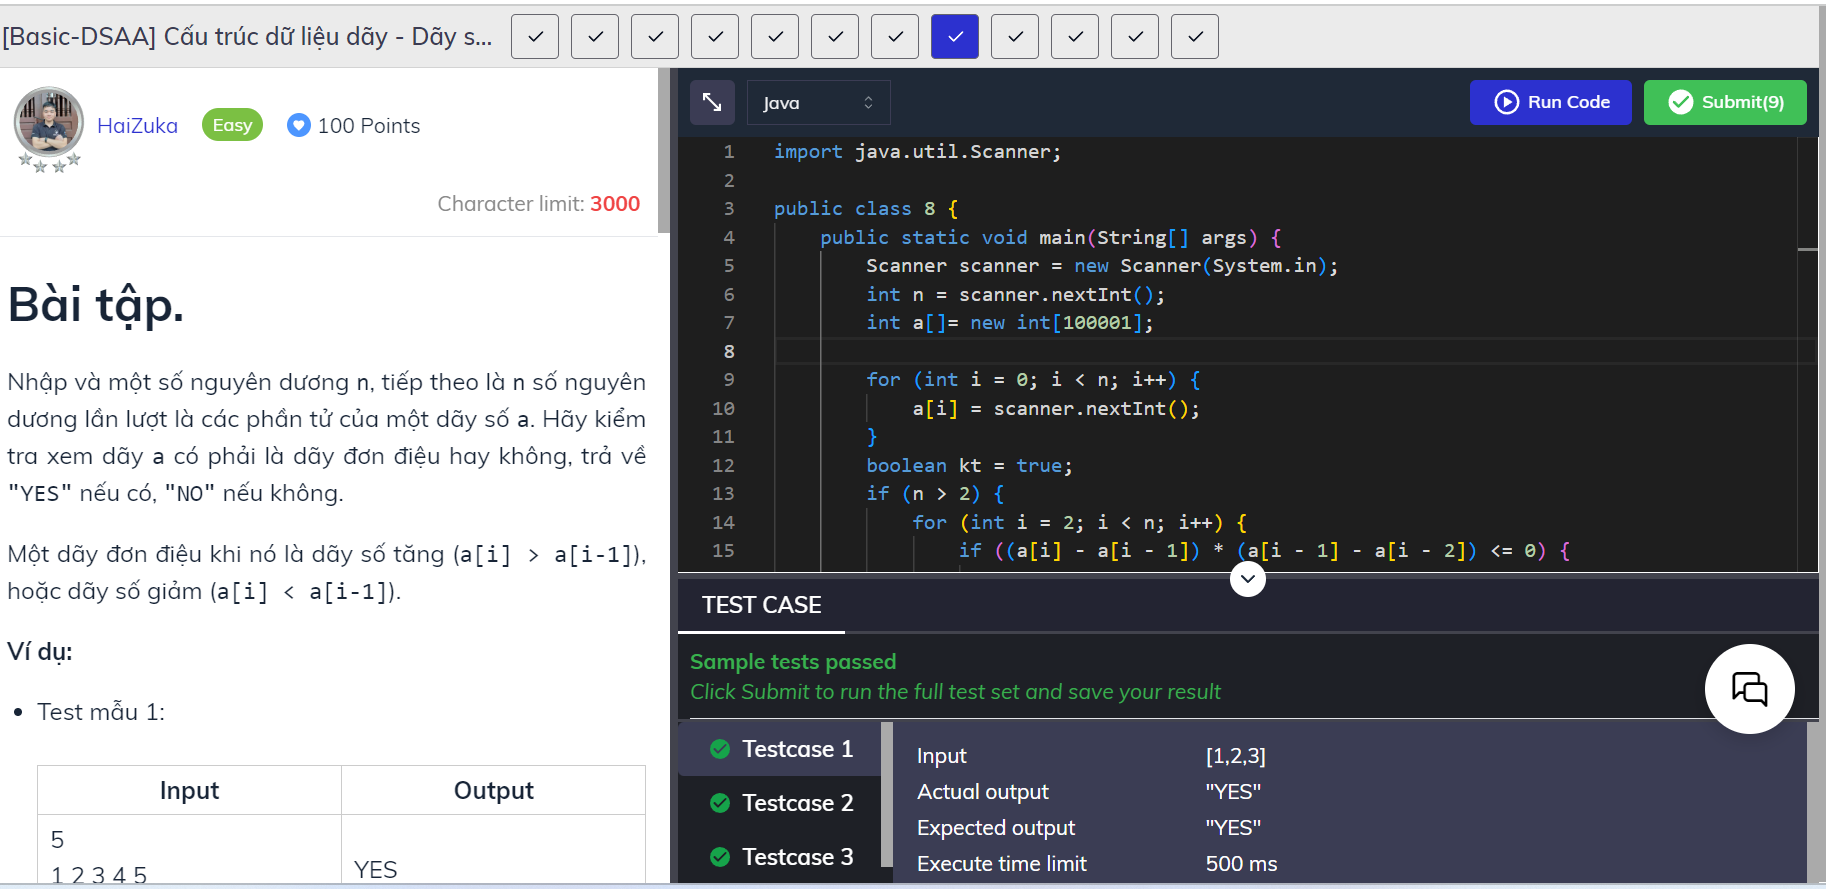 [Basic-DSAA] Cấu trúc dữ liệu dãy - Dãy s...
HaiZuka Easy 100 Points
Character limit: 3000
Bài tập.
Nhập vào một số nguyên dương n, tiếp theo là n số nguyên
dương lần lượt là các phần tử của một dãy số a. Hãy kiểm
tra xem dãy a có phải là dãy đơn điệu hay không, trả về
"YES" nếu có, "NO" nếu không.
Một dãy đơn điệu khi nó là dãy số tăng (a[i] > a[i-1]),
hoặc dãy số giảm (a[i] < a[i-1]).
Ví dụ:
• Test mẫu 1:
Input Output
5
1 2 3 4 5
YES
Java
Run Code
Submit(9)
1 import java.util.Scanner;
2
3 public class 8 {
4 public static void main(String[] args) {
5 Scanner scanner = new Scanner(System.in);
6 int n = scanner.nextInt();
7 int a[]= new int[100001];
8
9 for (int i = 0; i < n; i++) {
10 a[i] = scanner.nextInt();
11 }
12 boolean kt = true;
13 if (n > 2) {
14 for (int i = 2; i < n; i++) {
15 if ((a[i] - a[i - 1]) * (a[i - 1] - a[i - 2]) <= 0) {
TEST CASE
Sample tests passed
Click Submit to run the full test set and save your result
Testcase 1
Testcase 2
Testcase 3
Input [1,2,3]
Actual output "YES"
Expected output "YES"
Execute time limit 500 ms